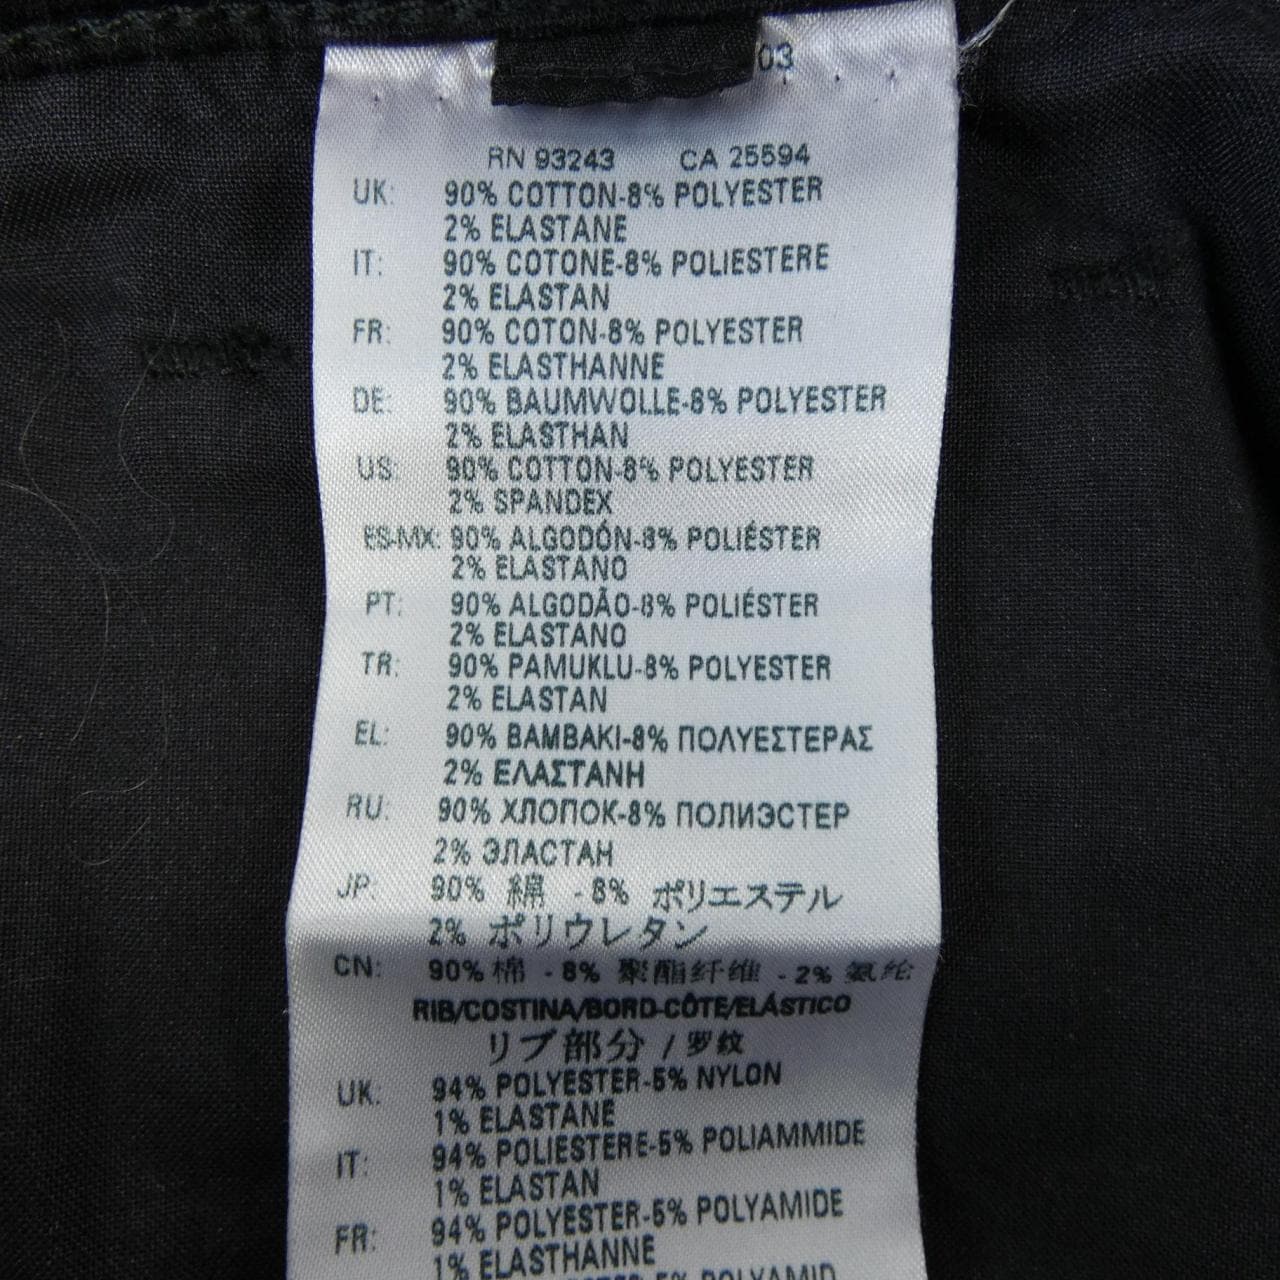 03
RN 93243 CA 25594
UK: 90% COTTON-8% POLYESTER
2% ELASTANE
IT: 90% COTONE-8% POLIESTERE
2% ELASTAN
FR: 90% COTON-8% POLYESTER
2% ELASTHANNE
DE: 90% BAUMWOLLE-8% POLYESTER
2% ELASTHAN
US: 90% COTTON-8% POLYESTER
2% SPANDEX
ES-MX: 90% ALGODÓN-8% POLIÉSTER
2% ELASTANO
PT: 90% ALGODÃO-8% POLIÉSTER
2% ELASTANO
TR: 90% PAMUKLU-8% POLYESTER
2% ELASTAN
EL: 90% ΒΑΜΒΑΚΙ-8% ΠΟΛΥΕΣΤΕΡΑΣ
2% ΕΛΑΣΤΑΝΗ
RU: 90% ХЛОПОК-8% ПОЛИЭСТЕР
2% ЭЛАСТАН
JP: 90% 綿 - 8% ポリエステル
2% ポリウレタン
CN: 90% 棉 - 8% 聚酯纤维 - 2% 氨纶
RIB/COSTINA/BORD-CÔTE/ELÁSTICO
リブ部分 / 罗纹
UK: 94% POLYESTER-5% NYLON
1% ELASTANE
IT: 94% POLIESTERE-5% POLIAMMIDE
1% ELASTAN
FR: 94% POLYESTER-5% POLYAMIDE
1% ELASTHANNE